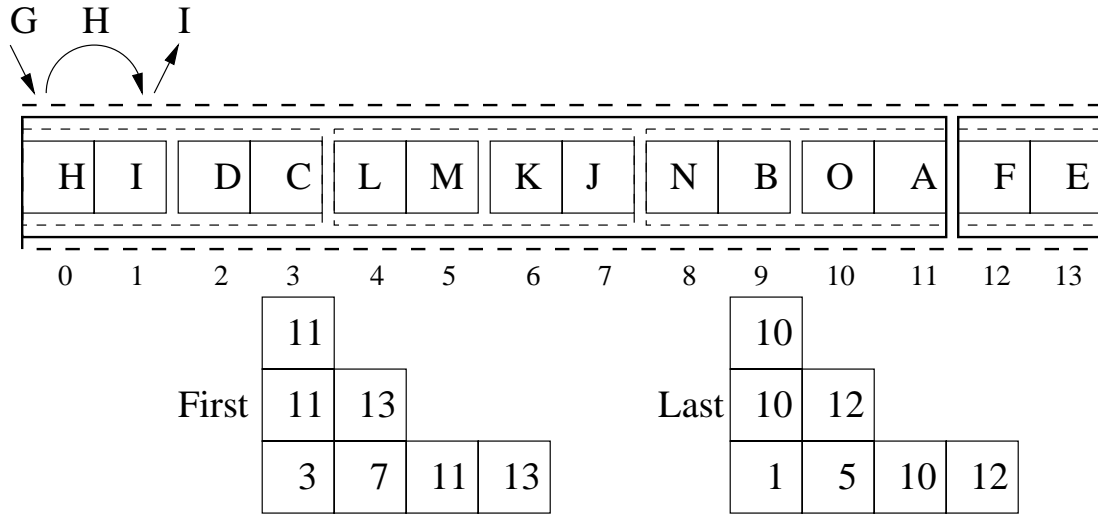 G H I
H I D C L M K J N B O A F E
0 1 2 3 4 5 6 7 8 9 10 11 12 13
11 10
First 11 13 Last 10 12
3 7 11 13 1 5 10 12